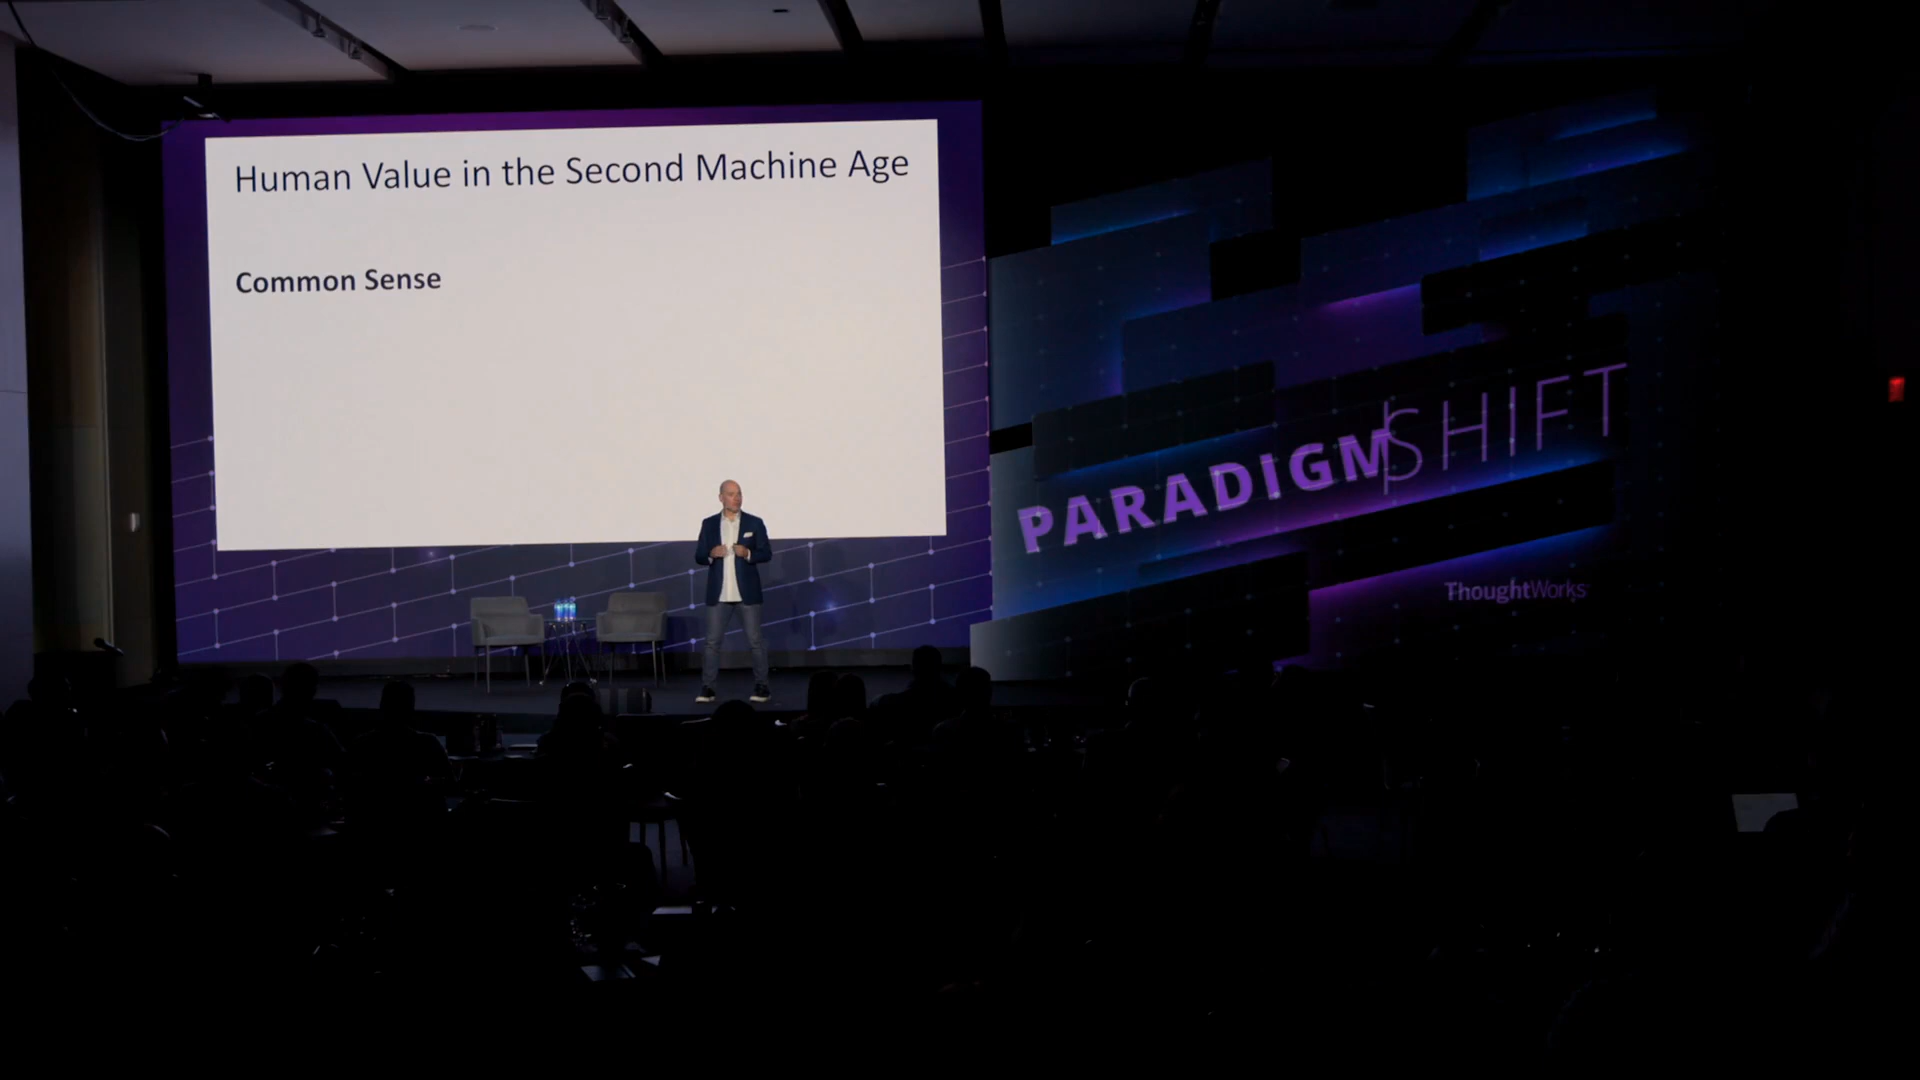 Human Value in the Second Machine Age
Common Sense
PARADIGM SHIFT
ThoughtWorks